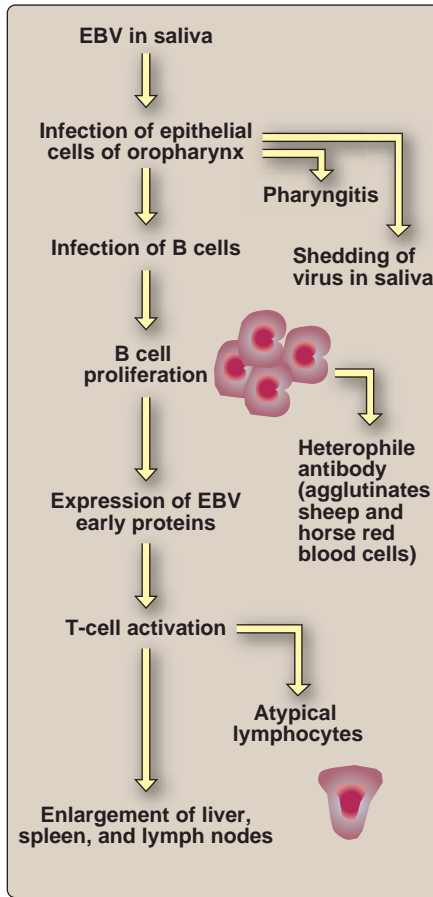 EBV in saliva
Infection of epithelial
cells of oropharynx
Pharyngitis
Infection of B cells
Shedding of
virus in saliva
B cell
proliferation
Heterophile
antibody
(agglutinates
sheep and
horse red
blood cells)
Expression of EBV
early proteins
T-cell activation
Atypical
lymphocytes
Enlargement of liver,
spleen, and lymph nodes